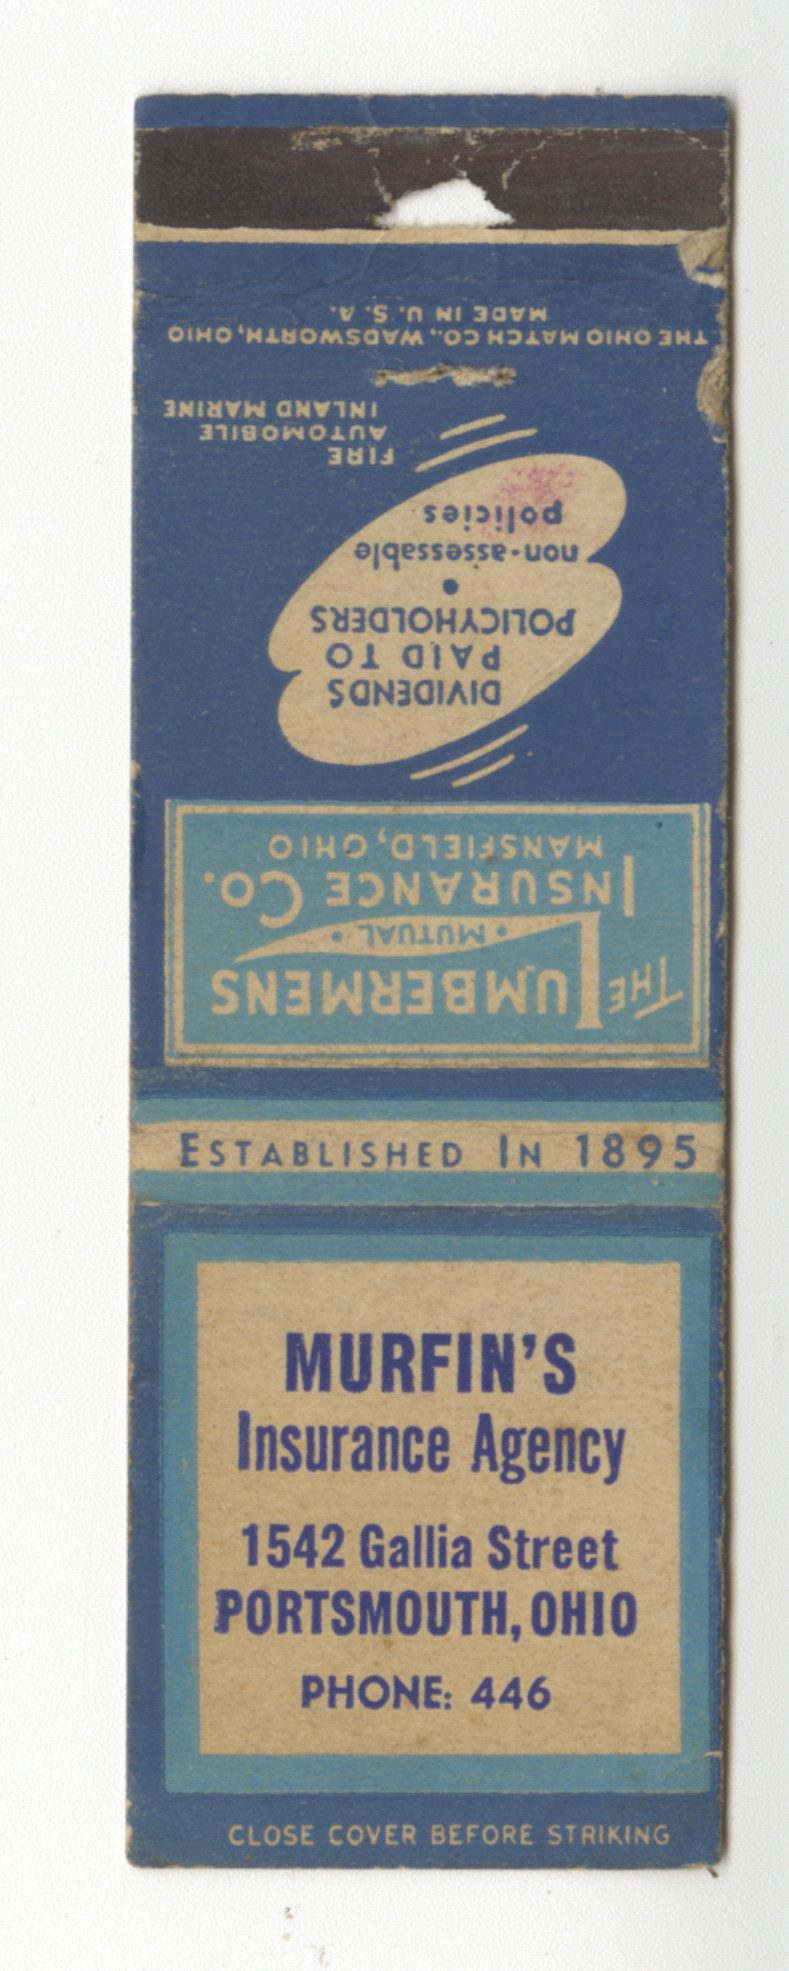 THE LUMBERMENS
• MUTUAL •
INSURANCE CO.
MANSFIELD, OHIO
DIVIDENDS
PAID TO
POLICYHOLDERS
•
non-assessable
policies
FIRE
AUTOMOBILE
INLAND MARINE
THE OHIO MATCH CO., WADSWORTH, OHIO
MADE IN U.S.A.
ESTABLISHED IN 1895
MURFIN'S
Insurance Agency
1542 Gallia Street
PORTSMOUTH, OHIO
PHONE: 446
CLOSE COVER BEFORE STRIKING